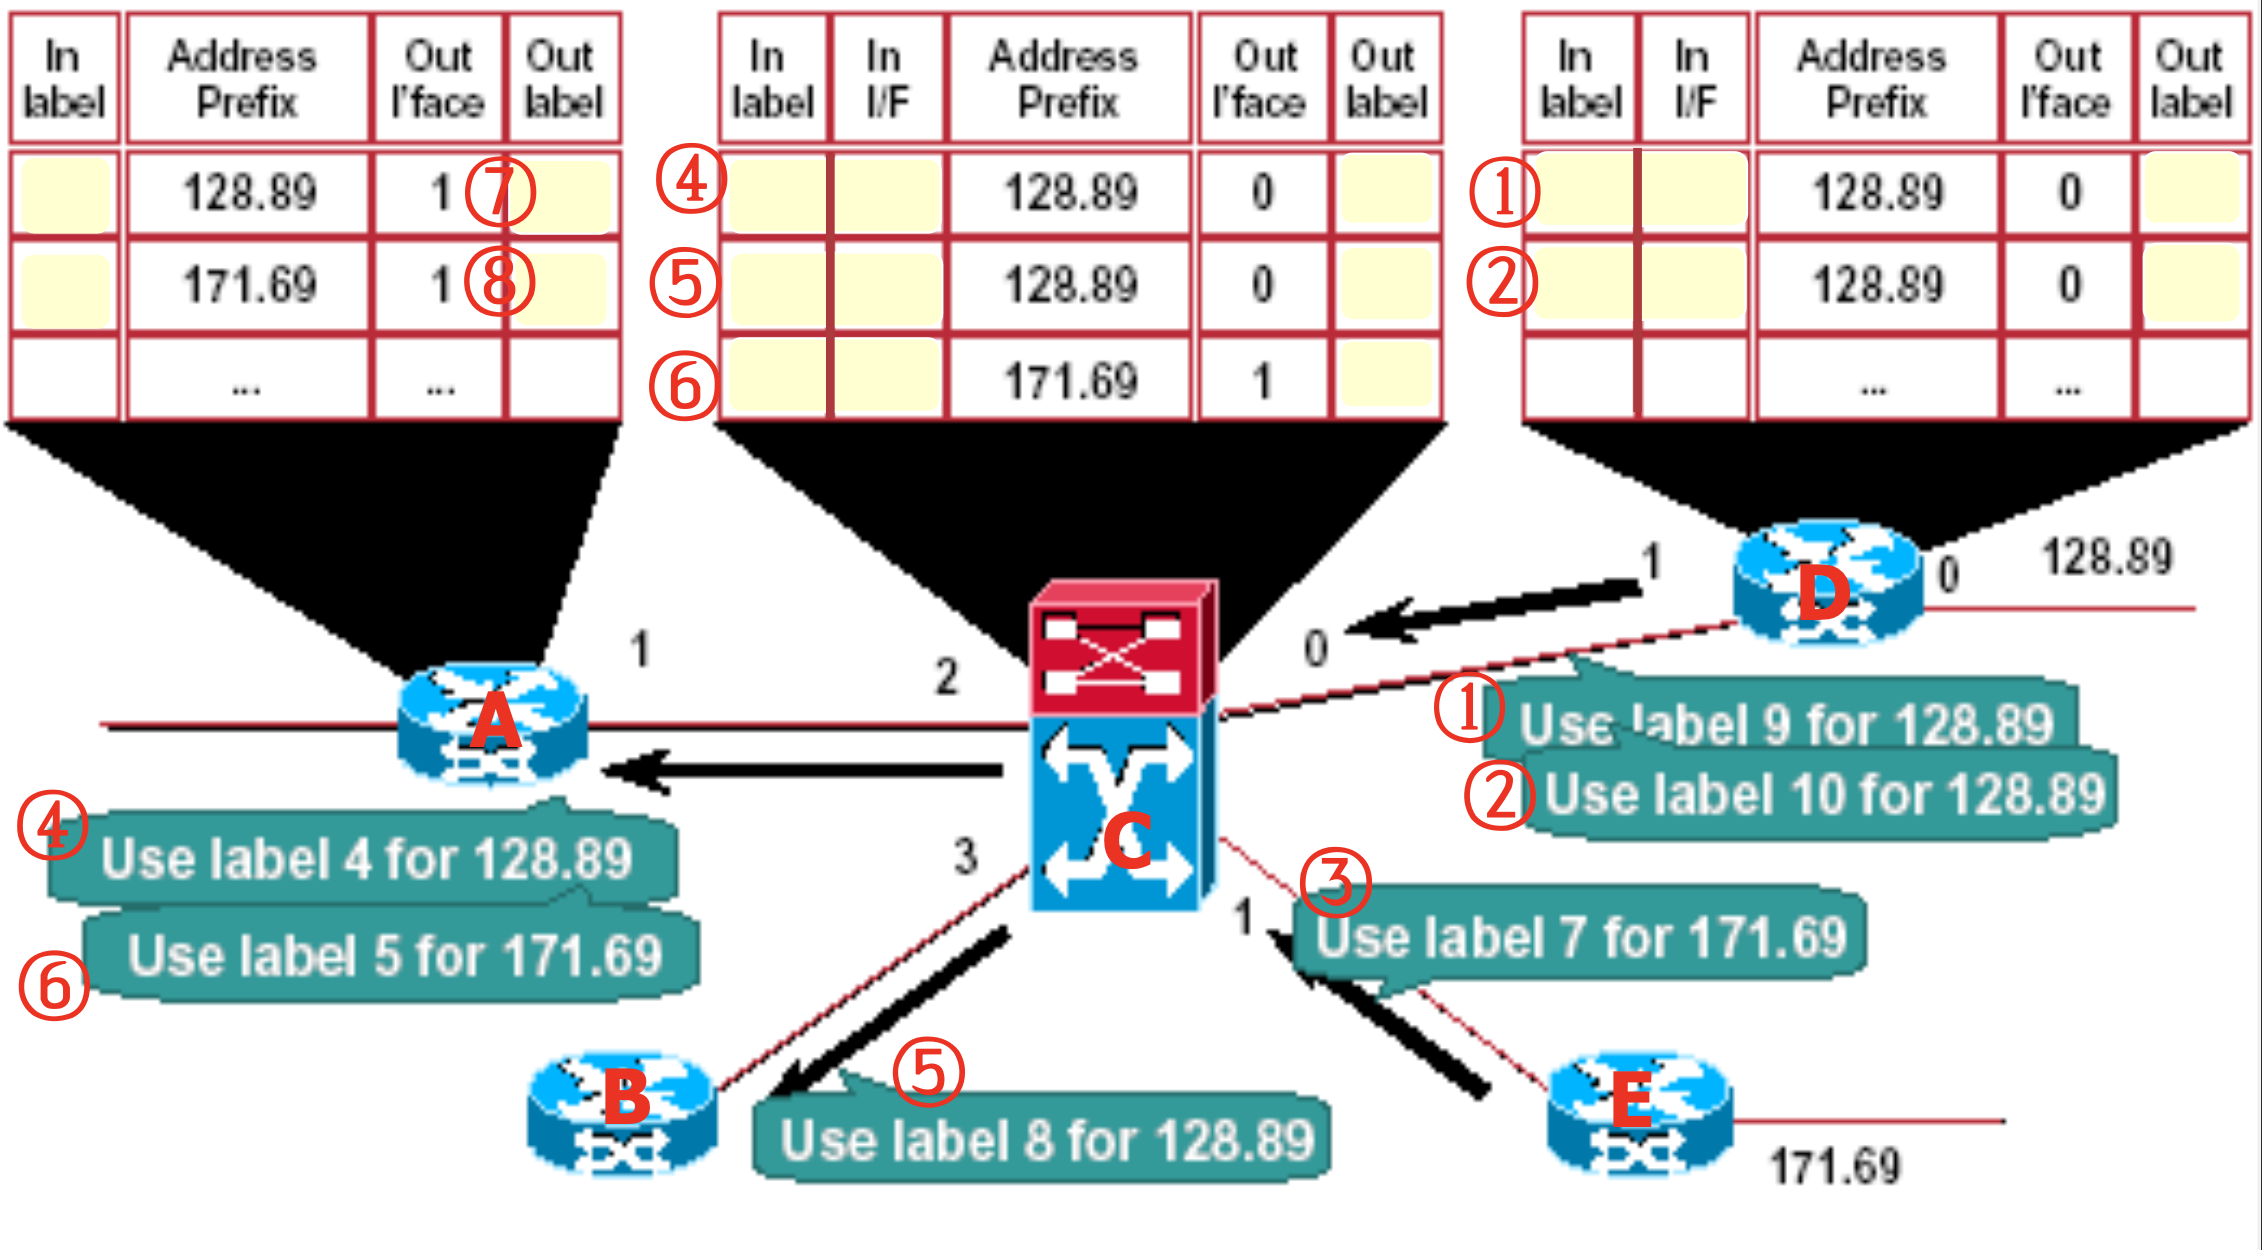 In label Address Prefix Out I'face Out label
128.89 1 ⑦
171.69 1 ⑧
... ...
In label In I/F Address Prefix Out I'face Out label
④ 128.89 0
⑤ 128.89 0
⑥ 171.69 1
In label In I/F Address Prefix Out I'face Out label
① 128.89 0
② 128.89 0
... ...
1
D
0
128.89
1
2
0
A
① Use label 9 for 128.89
② Use label 10 for 128.89
④ Use label 4 for 128.89
3
C
③
1
Use label 7 for 171.69
Use label 5 for 171.69
⑥
⑤
B
E
Use label 8 for 128.89
171.69